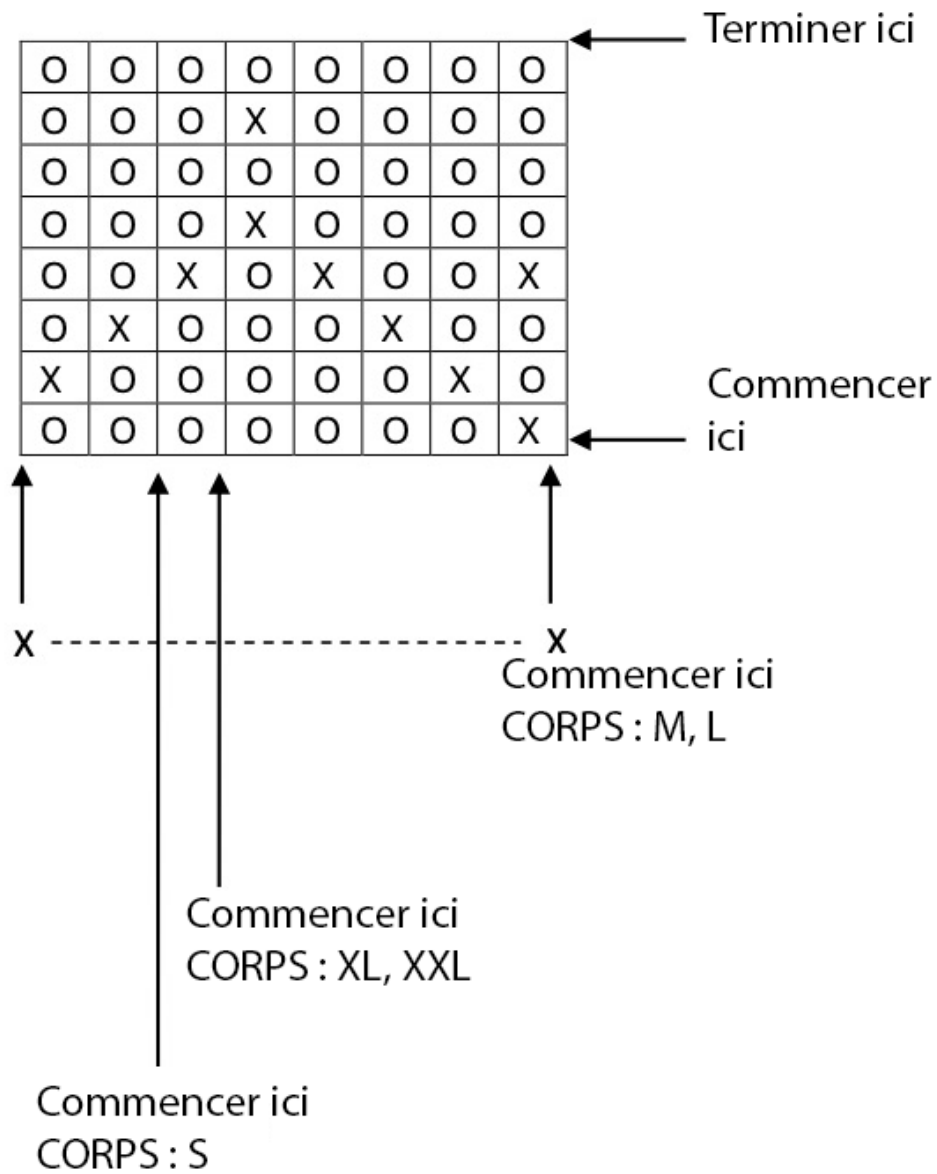 Terminer ici
O O O O O O O O
O O O X O O O O
O O O O O O O O
O O O X O O O O
O O X O X O O X
O X O O O X O O
X O O O O O X O
O O O O O O O X
Commencer
ici
X ---------------------------------- X
Commencer ici
CORPS : M, L
Commencer ici
CORPS : XL, XXL
Commencer ici
CORPS : S